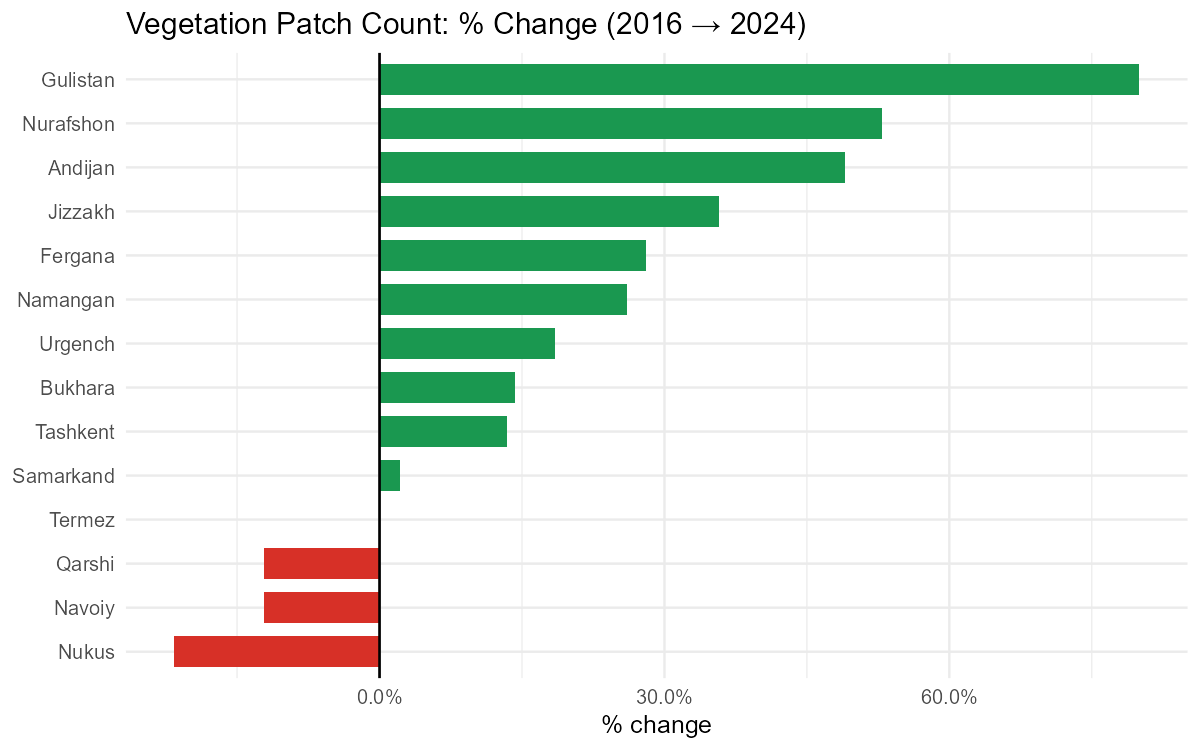 Vegetation Patch Count: % Change (2016 → 2024)
Gulistan
Nurafshon
Andijan
Jizzakh
Fergana
Namangan
Urgench
Bukhara
Tashkent
Samarkand
Termez
Qarshi
Navoiy
Nukus
0.0% 30.0% 60.0%
% change